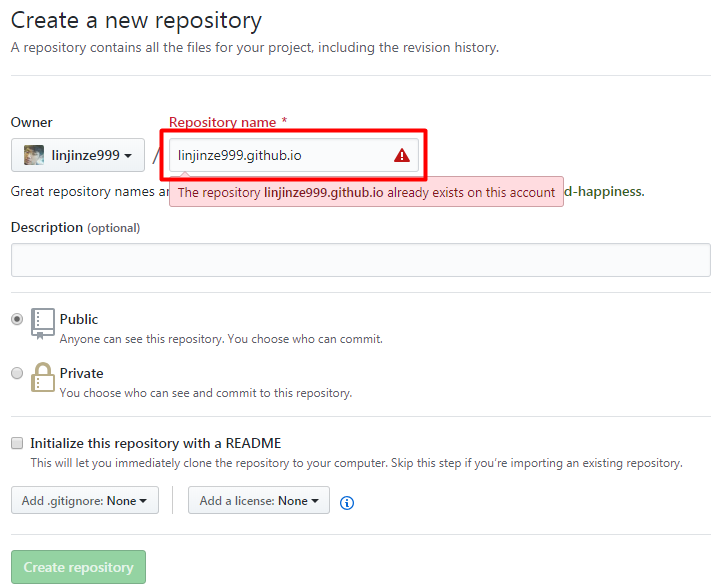 Create a new repository
A repository contains all the files for your project, including the revision history.
Owner
Repository name *
linjinze999
/
linjinze999.github.io
Great repository names ar
d-happiness.
The repository linjinze999.github.io already exists on this account
Description (optional)
Public
Anyone can see this repository. You choose who can commit.
Private
You choose who can see and commit to this repository.
Initialize this repository with a README
This will let you immediately clone the repository to your computer. Skip this step if you’re importing an existing repository.
Add .gitignore: None
Add a license: None
Create repository